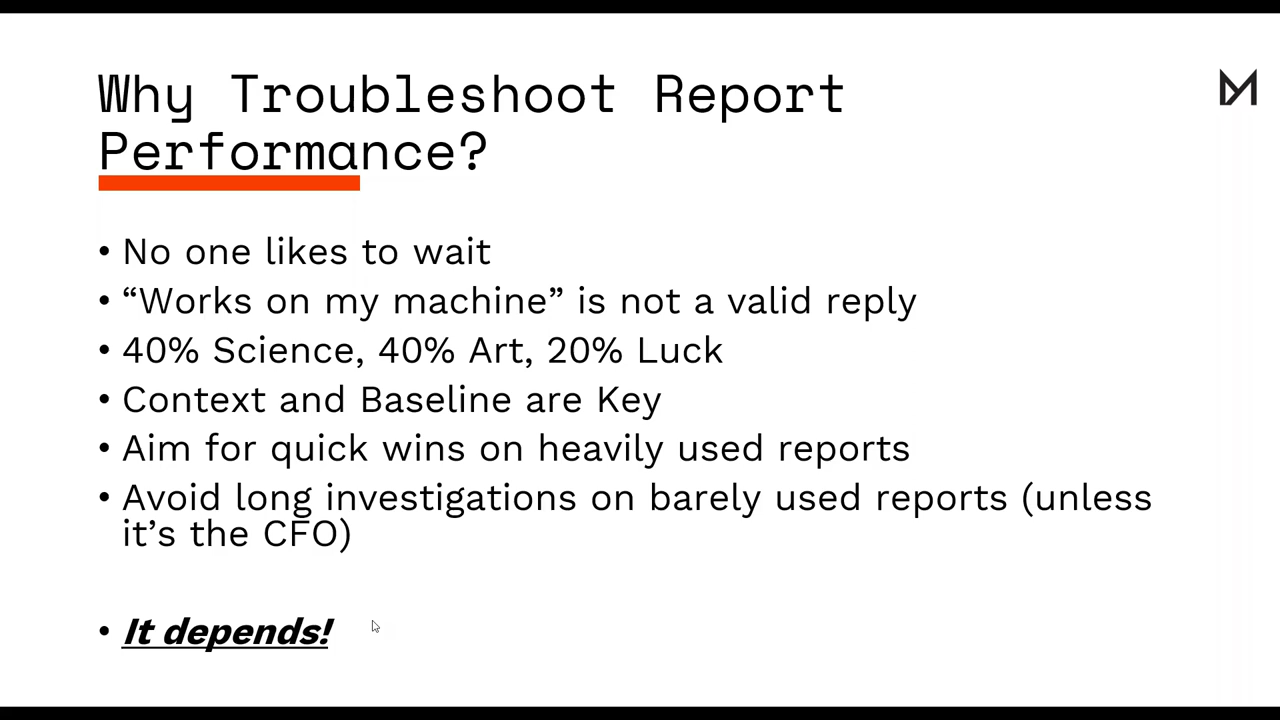 Why Troubleshoot Report
Performance?
• No one likes to wait
• “Works on my machine” is not a valid reply
• 40% Science, 40% Art, 20% Luck
• Context and Baseline are Key
• Aim for quick wins on heavily used reports
• Avoid long investigations on barely used reports (unless
it’s the CFO)
• It depends!